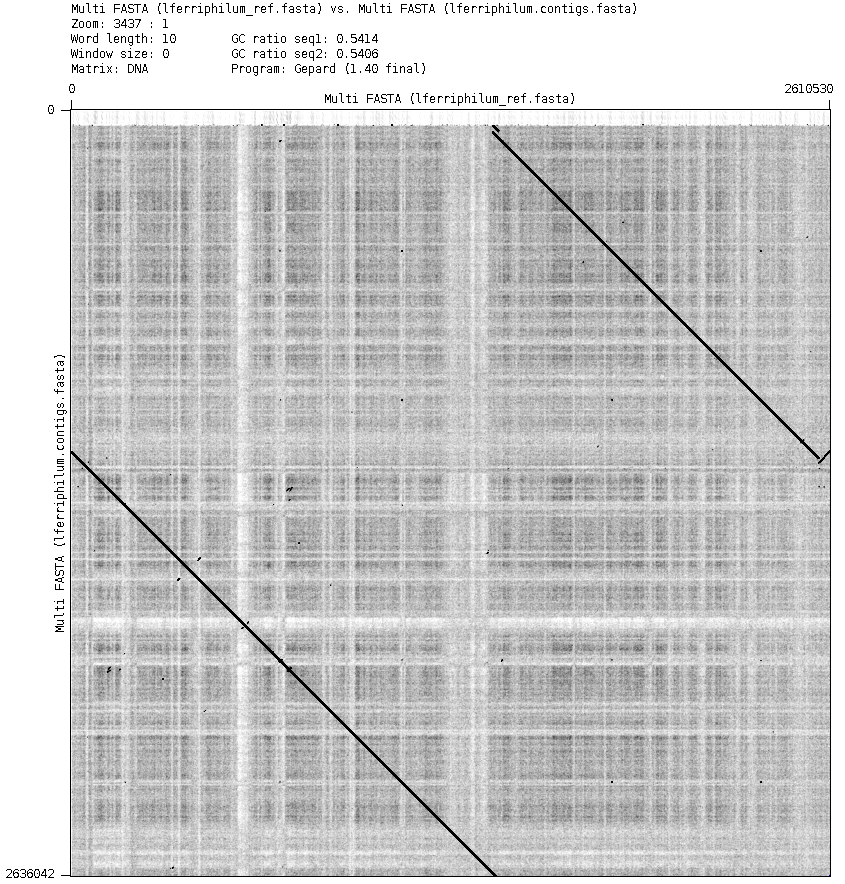 Multi FASTA (lferriphilum_ref.fasta) vs. Multi FASTA (lferriphilum.contigs.fasta)
Zoom: 3437 : 1
Word length: 10 GC ratio seq1: 0.5414
Window size: 0 GC ratio seq2: 0.5406
Matrix: DNA Program: Gepard (1.40 final)
0 2610530
Multi FASTA (lferriphilum_ref.fasta)
0
Multi FASTA (lferriphilum.contigs.fasta)
2636042